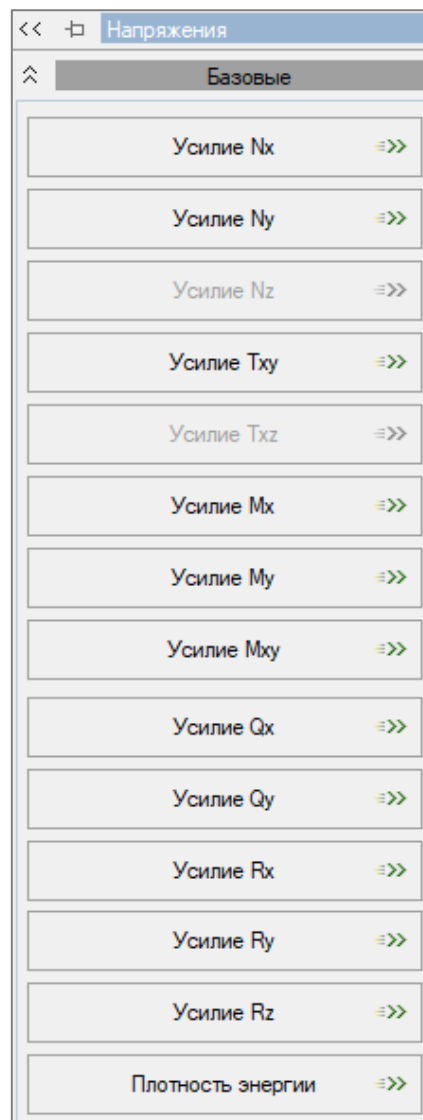 Напряжения
Базовые
Усилие Nx
Усилие Ny
Усилие Nz
Усилие Txy
Усилие Txz
Усилие Mx
Усилие My
Усилие Mxy
Усилие Qx
Усилие Qy
Усилие Rx
Усилие Ry
Усилие Rz
Плотность энергии